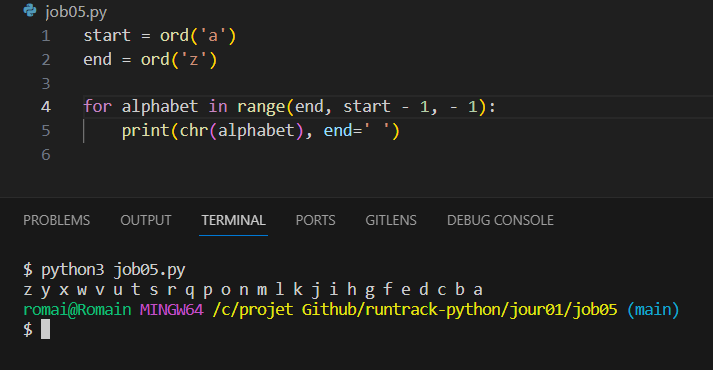 job05.py
1 start = ord('a')
2 end = ord('z')
3
4 for alphabet in range(end, start - 1, - 1):
5     print(chr(alphabet), end=' ')
6
PROBLEMS OUTPUT TERMINAL PORTS GITLENS DEBUG CONSOLE
$ python3 job05.py
z y x w v u t s r q p o n m l k j i h g f e d c b a
romai@Romain MINGW64 /c/projet Github/runtrack-python/jour01/job05 (main)
$